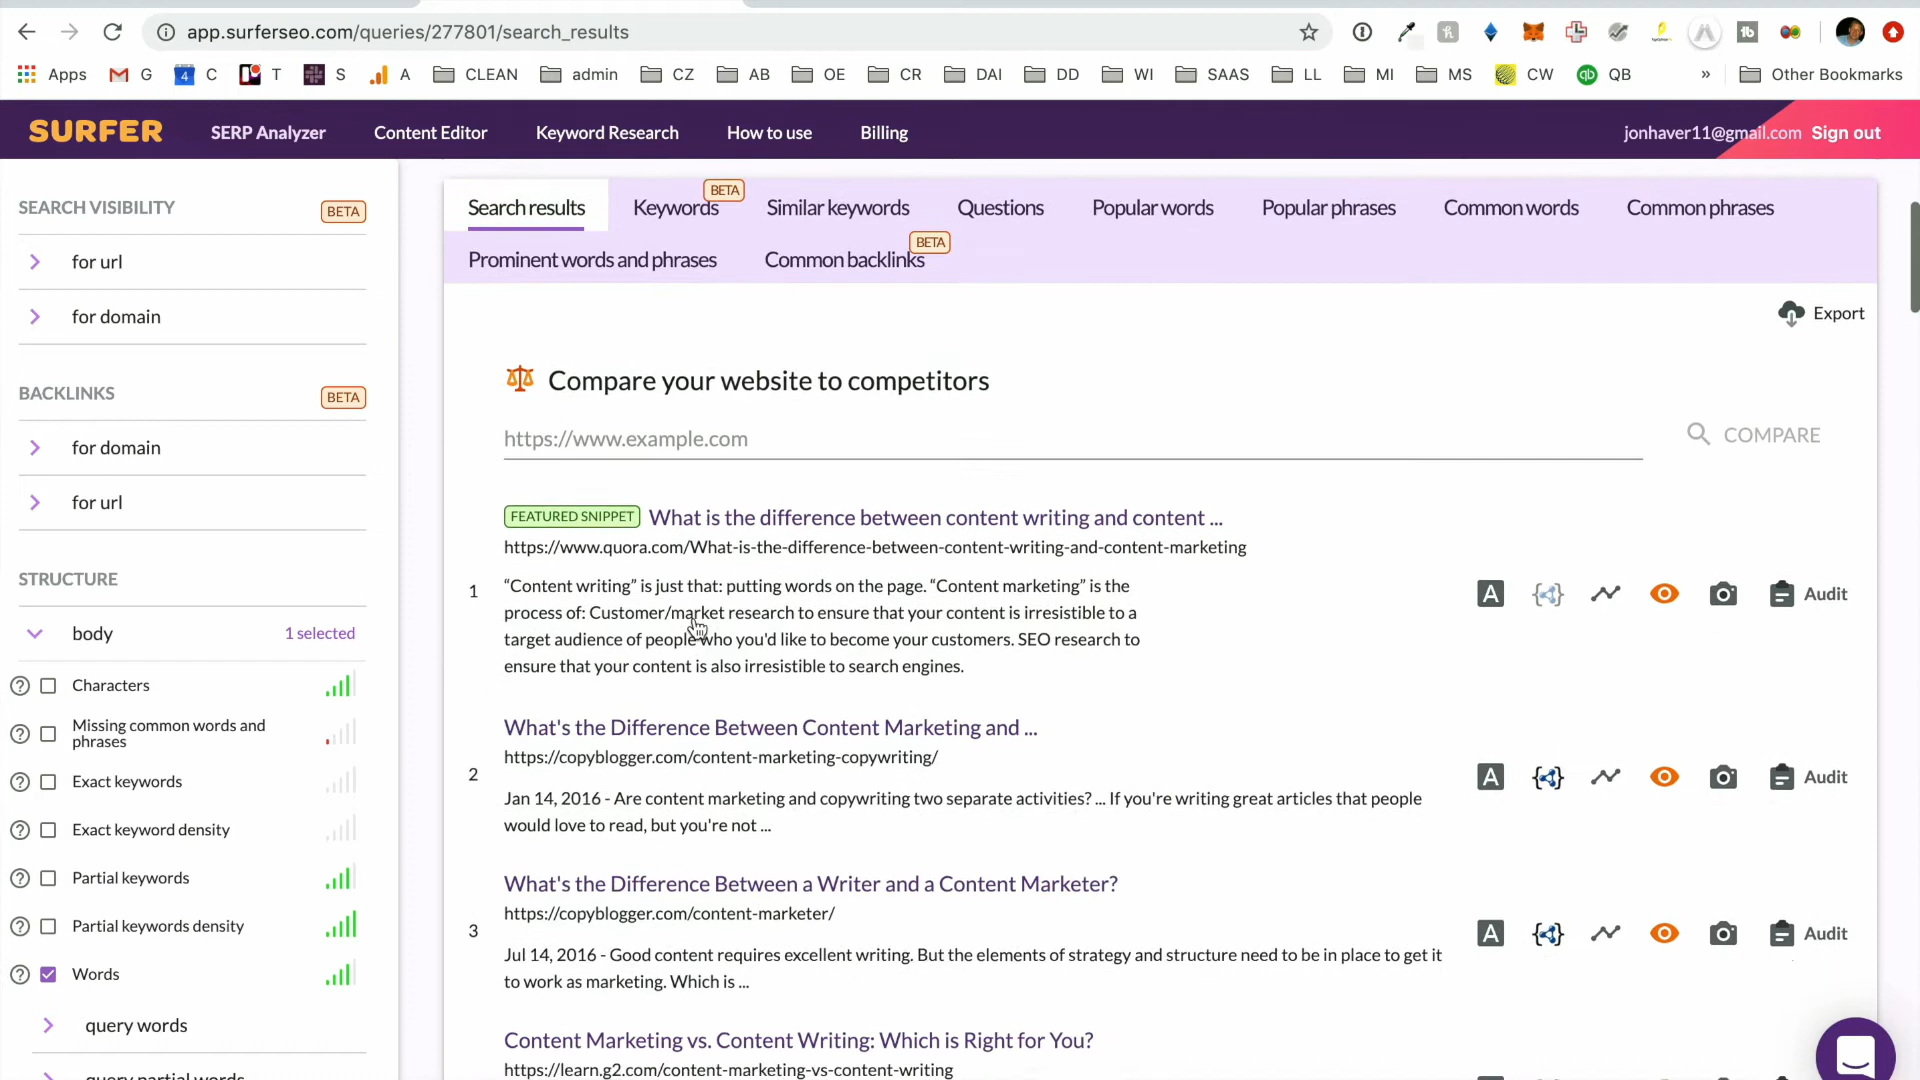 app.surferseo.com/queries/277801/search_results
Apps G C T S A CLEAN admin CZ AB OE CR DAI DD WI SAAS LL MI MS CW QB » Other Bookmarks
SURFER SERP Analyzer Content Editor Keyword Research How to use Billing jonhaver11@gmail.com Sign out
SEARCH VISIBILITY BETA
for url
for domain
BACKLINKS BETA
for domain
for url
STRUCTURE
body 1 selected
Characters
Missing common words and
phrases
Exact keywords
Exact keyword density
Partial keywords
Partial keywords density
Words
query words
query partial words
Search results Keywords BETA Similar keywords Questions Popular words Popular phrases Common words Common phrases
Prominent words and phrases Common backlinks BETA
Export
Compare your website to competitors
https://www.example.com COMPARE
FEATURED SNIPPET What is the difference between content writing and content ...
https://www.quora.com/What-is-the-difference-between-content-writing-and-content-marketing
1 “Content writing” is just that: putting words on the page. “Content marketing” is the
process of: Customer/market research to ensure that your content is irresistible to a
target audience of people who you'd like to become your customers. SEO research to
ensure that your content is also irresistible to search engines.
A Audit
What's the Difference Between Content Marketing and ...
https://copyblogger.com/content-marketing-copywriting/
2 Jan 14, 2016 - Are content marketing and copywriting two separate activities? ... If you're writing great articles that people
would love to read, but you're not ...
A Audit
What's the Difference Between a Writer and a Content Marketer?
https://copyblogger.com/content-marketer/
3 Jul 14, 2016 - Good content requires excellent writing. But the elements of strategy and structure need to be in place to get it
to work as marketing. Which is ...
A Audit
Content Marketing vs. Content Writing: Which is Right for You?
https://learn.g2.com/content-marketing-vs-content-writing